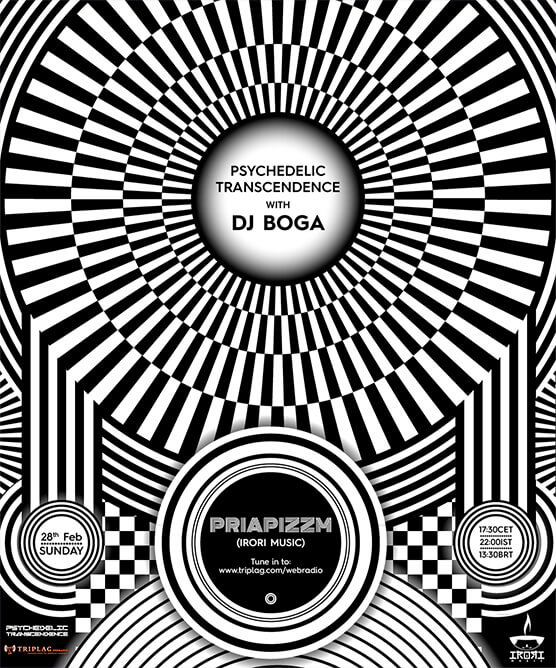 PSYCHEDELIC
TRANSCENDENCE
WITH
DJ BOGA
PRIAPIZZM
(IRORI MUSIC)
Tune in to:
www.triplag.com/webradio
28th Feb
SUNDAY
17:30CET
22:00IST
13:30BRT
PSYCHEDELIC
TRANSCENDENCE
TRIPLAG
IRORI